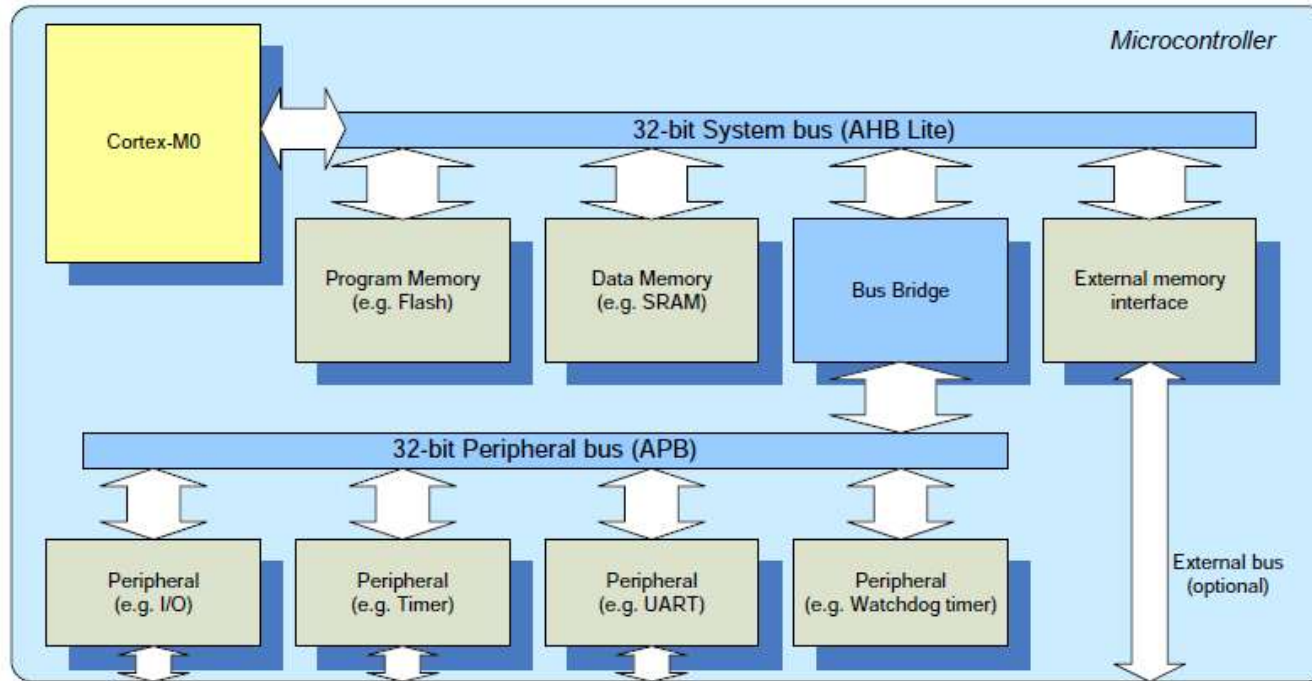 Microcontroller
Cortex-M0
32-bit System bus (AHB Lite)
Program Memory
(e.g. Flash)
Data Memory
(e.g. SRAM)
Bus Bridge
External memory
interface
32-bit Peripheral bus (APB)
Peripheral
(e.g. I/O)
Peripheral
(e.g. Timer)
Peripheral
(e.g. UART)
Peripheral
(e.g. Watchdog timer)
External bus
(optional)